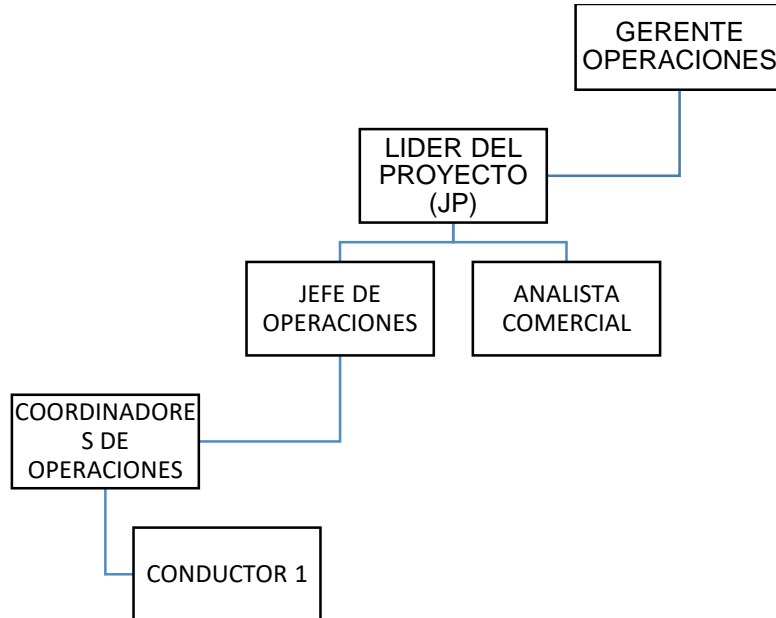 GERENTE
OPERACIONES
LIDER DEL
PROYECTO
(JP)
JEFE DE
OPERACIONES
ANALISTA
COMERCIAL
COORDINADORE
S DE
OPERACIONES
CONDUCTOR 1